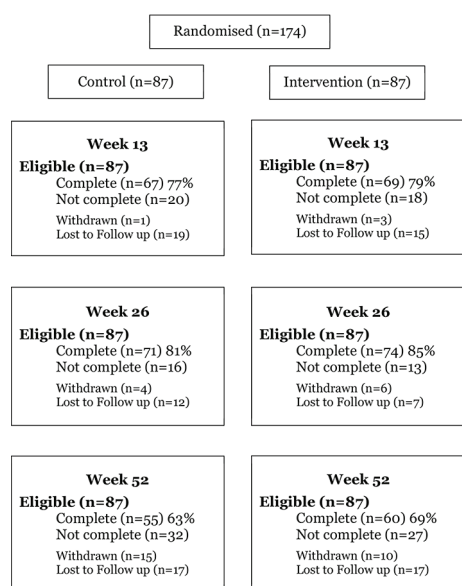 Randomised (n=174)
Control (n=87)
Intervention (n=87)
Week 13
Eligible (n=87)
Complete (n=67) 77%
Not complete (n=20)
Withdrawn (n=1)
Lost to Follow up (n=19)
Week 13
Eligible (n=87)
Complete (n=69) 79%
Not complete (n=18)
Withdrawn (n=3)
Lost to Follow up (n=15)
Week 26
Eligible (n=87)
Complete (n=71) 81%
Not complete (n=16)
Withdrawn (n=4)
Lost to Follow up (n=12)
Week 26
Eligible (n=87)
Complete (n=74) 85%
Not complete (n=13)
Withdrawn (n=6)
Lost to Follow up (n=7)
Week 52
Eligible (n=87)
Complete (n=55) 63%
Not complete (n=32)
Withdrawn (n=15)
Lost to Follow up (n=17)
Week 52
Eligible (n=87)
Complete (n=60) 69%
Not complete (n=27)
Withdrawn (n=10)
Lost to Follow up (n=17)